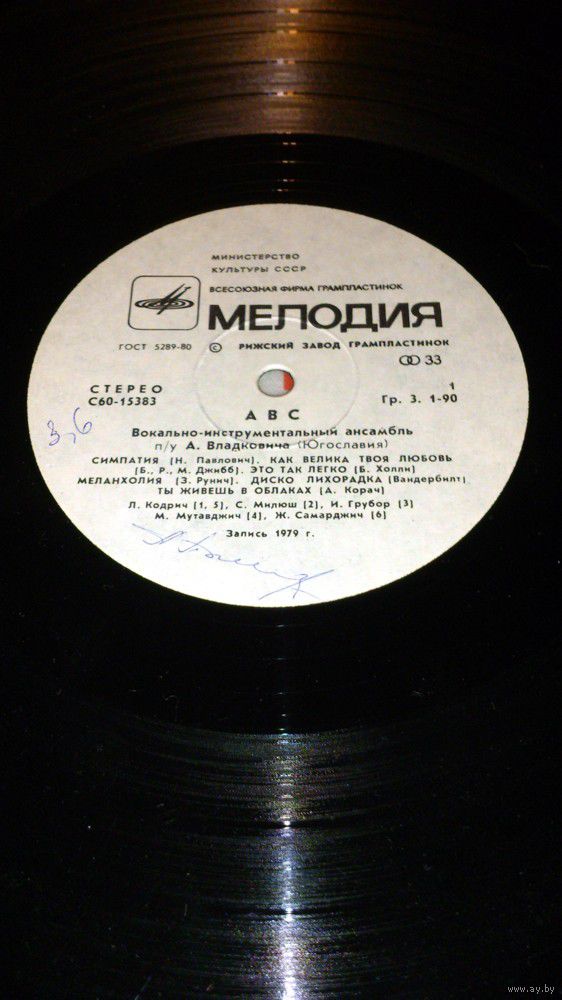 МИНИСТЕРСТВО
КУЛЬТУРЫ СССР
ВСЕСОЮЗНАЯ ФИРМА ГРАМПЛАСТИНОК
МЕЛОДИЯ
ГОСТ 5289-80 © РИЖСКИЙ ЗАВОД ГРАМПЛАСТИНОК
33
СТЕРЕО 1
С60-15383 Гр. 3. 1-90
3,6
АВС
Вокально-инструментальный ансамбль
п/у А. Владковича (Югославия)
СИМПАТИЯ (Н. Павлович). КАК ВЕЛИКА ТВОЯ ЛЮБОВЬ
(Б., Р., М. Джибб). ЭТО ТАК ЛЕГКО (Б. Холли)
МЕЛАНХОЛИЯ (З. Рунич). ДИСКО ЛИХОРАДКА (Вандербилт)
ТЫ ЖИВЕШЬ В ОБЛАКАХ (А. Корач)
Л. Кодрич (1, 5), С. Милюш (2), И. Грубор (3)
М. Мутавджич (4), Ж. Самарджич (6)
Запись 1979 г.
www.ay.by